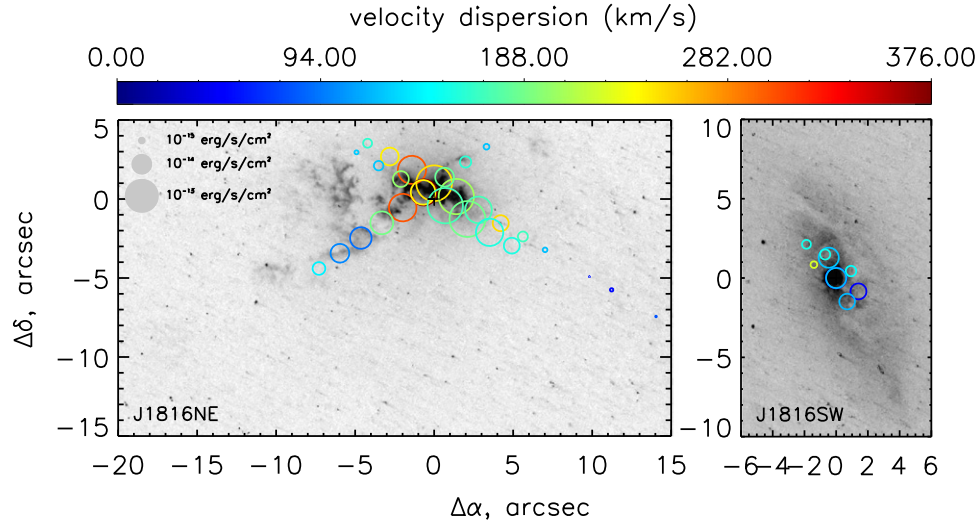 velocity dispersion (km/s)
0.00 94.00 188.00 282.00 376.00
10⁻¹⁵ erg/s/cm²
10⁻¹⁴ erg/s/cm²
10⁻¹³ erg/s/cm²
5
0
−5
−10
−15
Δδ, arcsec
J1816NE
−20 −15 −10 −5 0 5 10 15
10
5
0
−5
−10
J1816SW
−6−4−2 0 2 4 6
Δα, arcsec